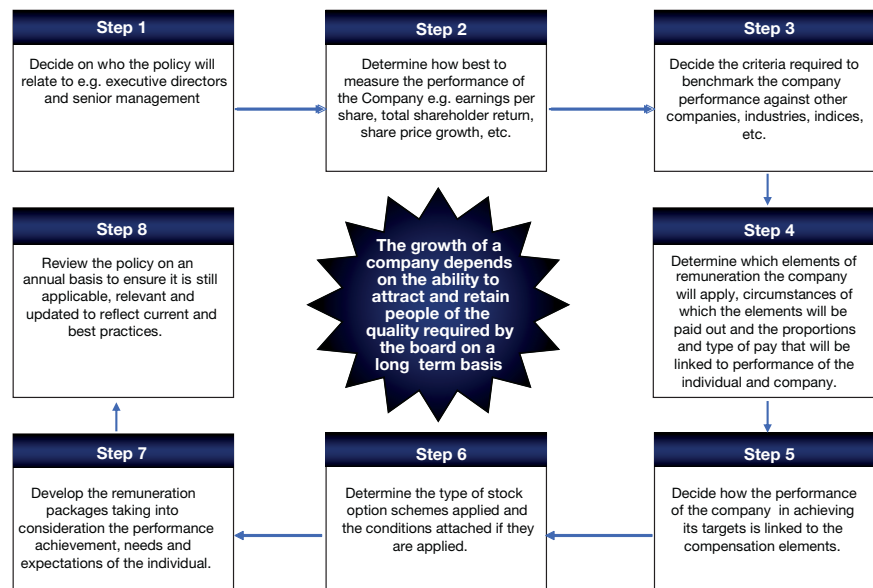 Step 1
Decide on who the policy will
relate to e.g. executive directors
and senior management
Step 2
Determine how best to
measure the performance of
the Company e.g. earnings per
share, total shareholder return,
share price growth, etc.
Step 3
Decide the criteria required to
benchmark the company
performance against other
companies, industries, indices,
etc.
Step 4
Determine which elements of
remuneration the company
will apply, circumstances of
which the elements will be
paid out and the proportions
and type of pay that will be
linked to performance of the
individual and company.
Step 5
Decide how the performance
of the company in achieving
its targets is linked to the
compensation elements.
Step 6
Determine the type of stock
option schemes applied and
the conditions attached if they
are applied.
Step 7
Develop the remuneration
packages taking into
consideration the performance
achievement, needs and
expectations of the individual.
Step 8
Review the policy on an
annual basis to ensure it is still
applicable, relevant and
updated to reflect current and
best practices.
The growth of a
company depends
on the ability to
attract and retain
people of the
quality required by
the board on a
long term basis